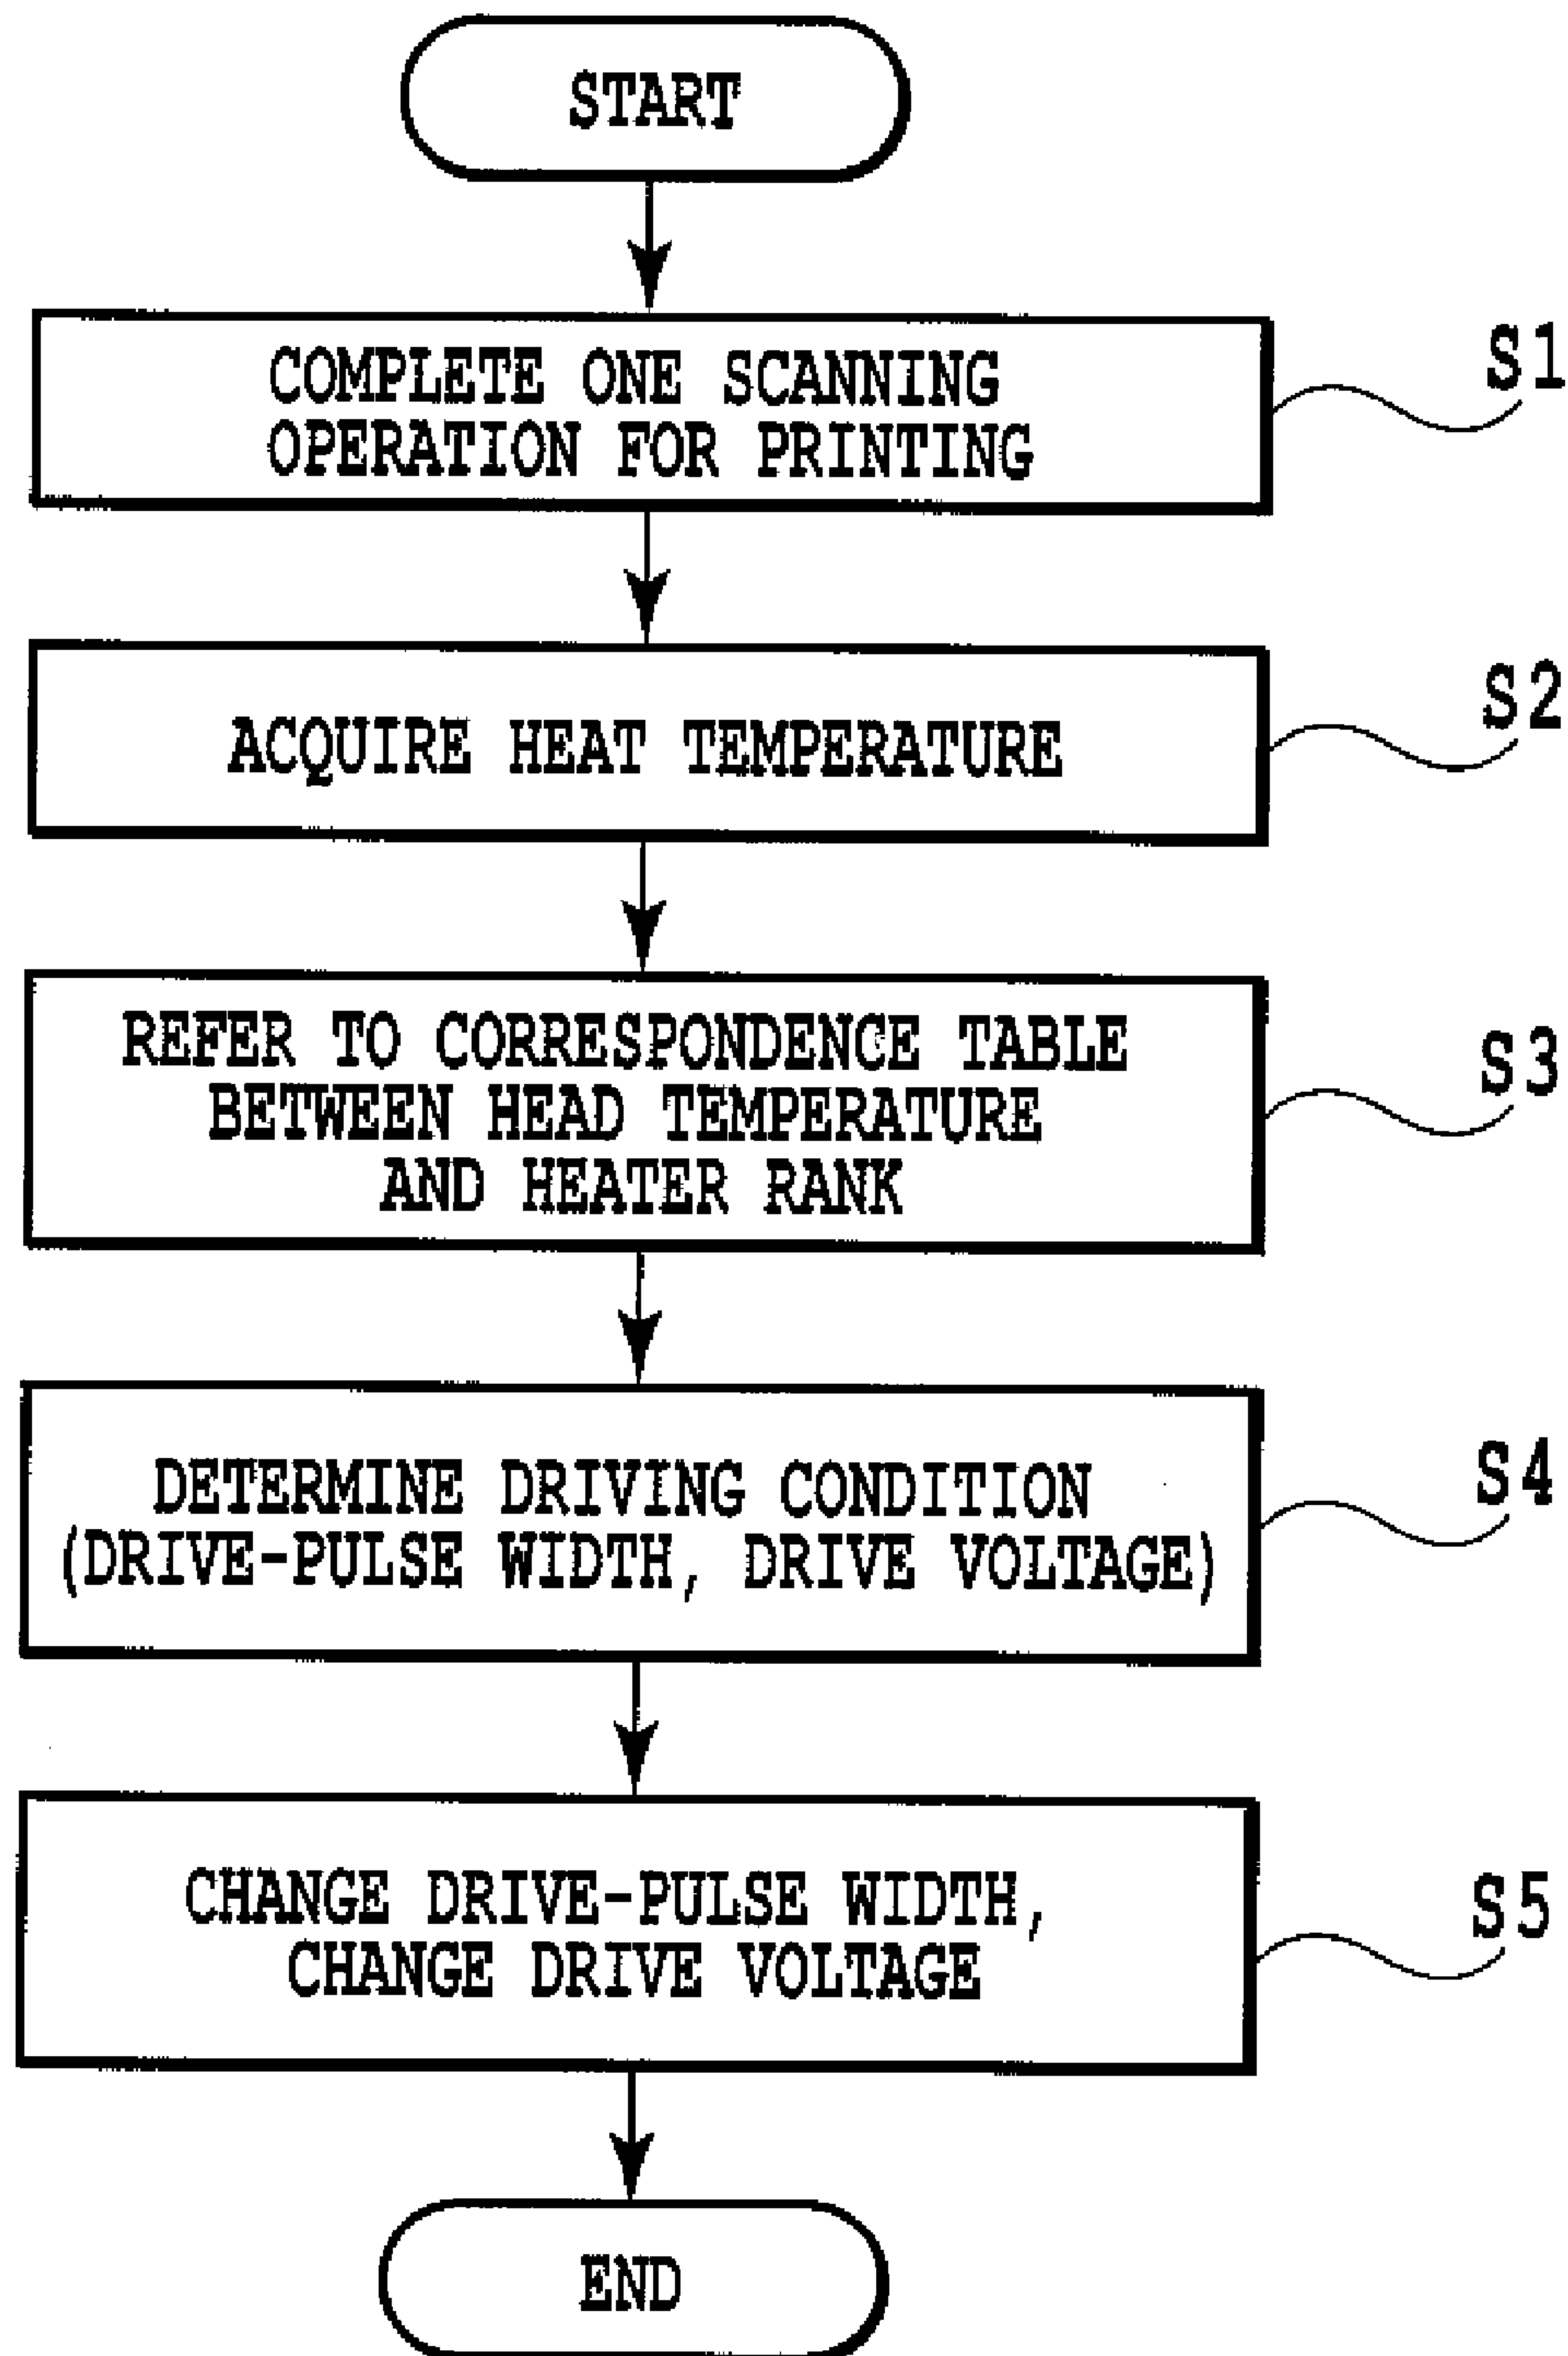 START
COMPLETE ONE SCANNING
OPERATION FOR PRINTING
S1
ACQUIRE HEAT TEMPERATURE
S2
REFER TO CORRESPONDENCE TABLE
BETWEEN HEAD TEMPERATURE
AND HEATER RANK
S3
DETERMINE DRIVING CONDITION
(DRIVE-PULSE WIDTH, DRIVE VOLTAGE)
S4
CHANGE DRIVE-PULSE WIDTH,
CHANGE DRIVE VOLTAGE
S5
END